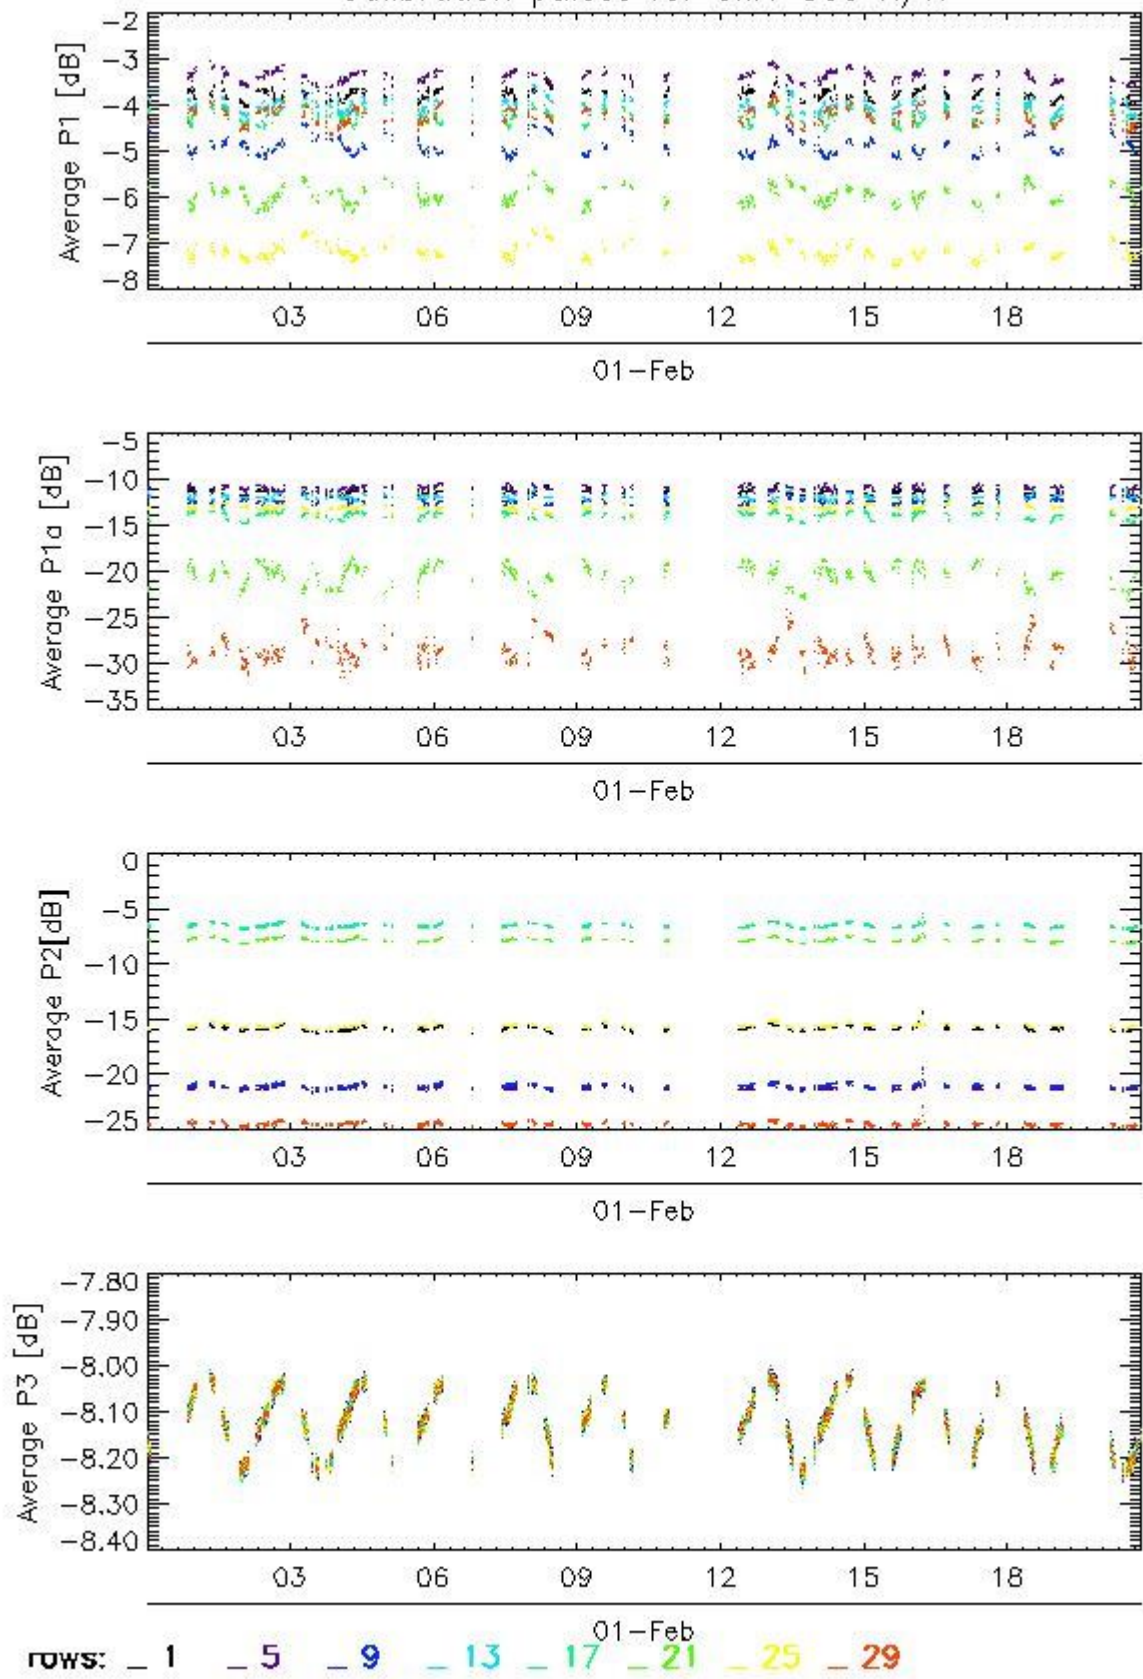 -2
-3
-4
-5
-6
-7
-8
Average P1 [dB]
03 06 09 12 15 18
01-Feb
-5
-10
-15
-20
-25
-30
-35
Average P1a [dB]
03 06 09 12 15 18
01-Feb
0
-5
-10
-15
-20
-25
Average P2[dB]
03 06 09 12 15 18
01-Feb
-7.80
-7.90
-8.00
-8.10
-8.20
-8.30
-8.40
Average P3 [dB]
03 06 09 12 15 18
01-Feb
rows: _ 1 _ 5 _ 9 _ 13 _ 17 _ 21 _ 25 _ 29